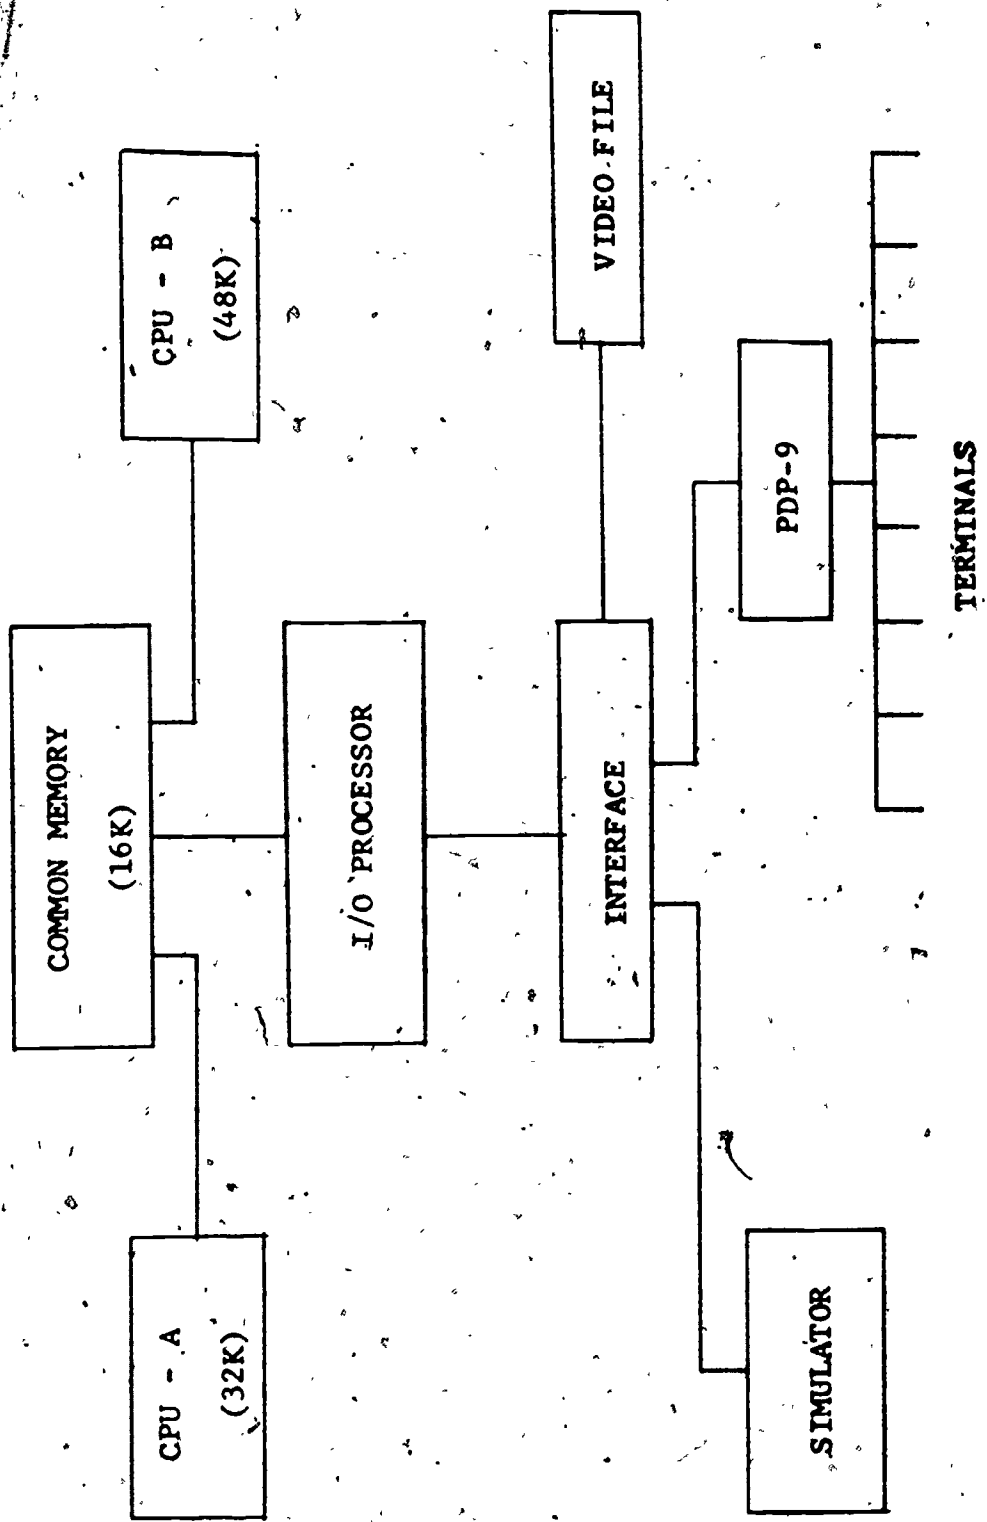 COMMON MEMORY
(16K)
CPU - A
(32K)
CPU - B
(48K)
I/O PROCESSOR
INTERFACE
VIDEO FILE
SIMULATOR
PDP-9
TERMINALS